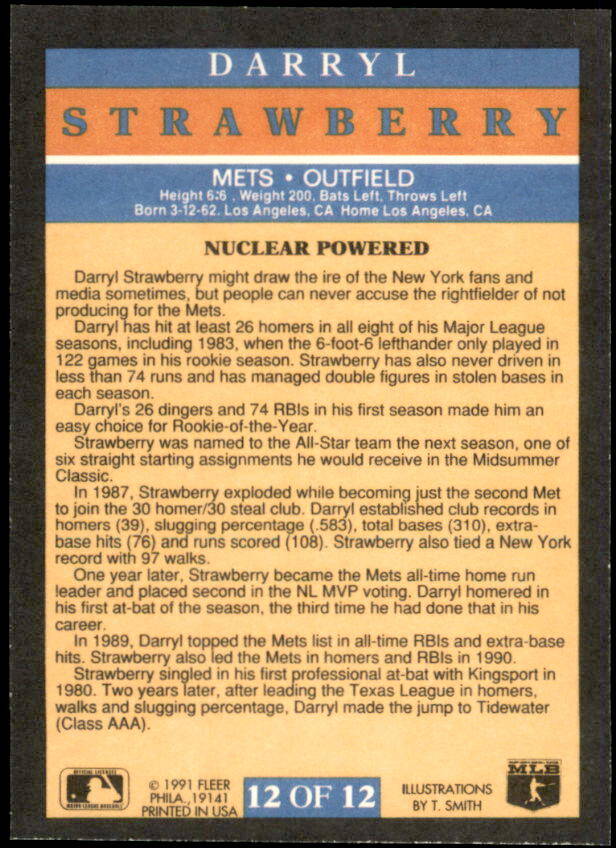 DARRYL
STRAWBERRY
METS • OUTFIELD
Height 6:6 , Weight 200, Bats Left, Throws Left
Born 3-12-62, Los Angeles, CA Home Los Angeles, CA
NUCLEAR POWERED
Darryl Strawberry might draw the ire of the New York fans and
media sometimes, but people can never accuse the rightfielder of not
producing for the Mets.
Darryl has hit at least 26 homers in all eight of his Major League
seasons, including 1983, when the 6-foot-6 lefthander only played in
122 games in his rookie season. Strawberry has also never driven in
less than 74 runs and has managed double figures in stolen bases in
each season.
Darryl's 26 dingers and 74 RBIs in his first season made him an
easy choice for Rookie-of-the-Year.
Strawberry was named to the All-Star team the next season, one of
six straight starting assignments he would receive in the Midsummer
Classic.
In 1987, Strawberry exploded while becoming just the second Met
to join the 30 homer/30 steal club. Darryl established club records in
homers (39), slugging percentage (.583), total bases (310), extra-
base hits (76) and runs scored (108). Strawberry also tied a New York
record with 97 walks.
One year later, Strawberry became the Mets all-time home run
leader and placed second in the NL MVP voting. Darryl homered in
his first at-bat of the season, the third time he had done that in his
career.
In 1989, Darryl topped the Mets list in all-time RBIs and extra-base
hits. Strawberry also led the Mets in homers and RBIs in 1990.
Strawberry singled in his first professional at-bat with Kingsport in
1980. Two years later, after leading the Texas League in homers,
walks and slugging percentage, Darryl made the jump to Tidewater
(Class AAA).
OFFICIAL LICENSEE
MAJOR LEAGUE BASEBALL
© 1991 FLEER
PHILA., 19141
PRINTED IN USA
12 OF 12
ILLUSTRATIONS
BY T. SMITH
MLB